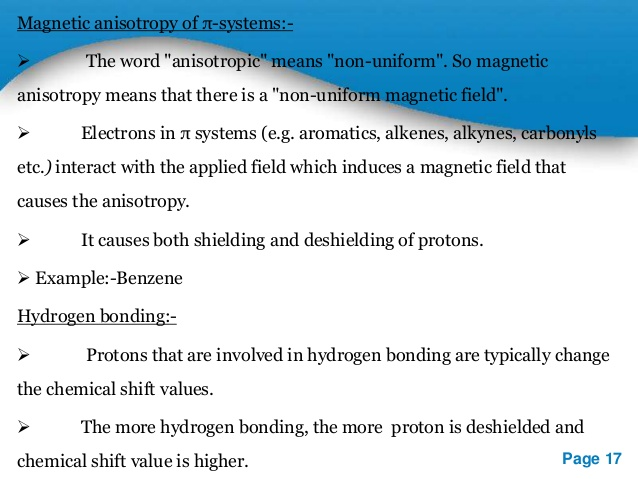 Magnetic anisotropy of π-systems:-
➢ The word "anisotropic" means "non-uniform". So magnetic
anisotropy means that there is a "non-uniform magnetic field".
➢ Electrons in π systems (e.g. aromatics, alkenes, alkynes, carbonyls
etc.) interact with the applied field which induces a magnetic field that
causes the anisotropy.
➢ It causes both shielding and deshielding of protons.
➢ Example:-Benzene
Hydrogen bonding:-
➢ Protons that are involved in hydrogen bonding are typically change
the chemical shift values.
➢ The more hydrogen bonding, the more proton is deshielded and
chemical shift value is higher.
Page 17